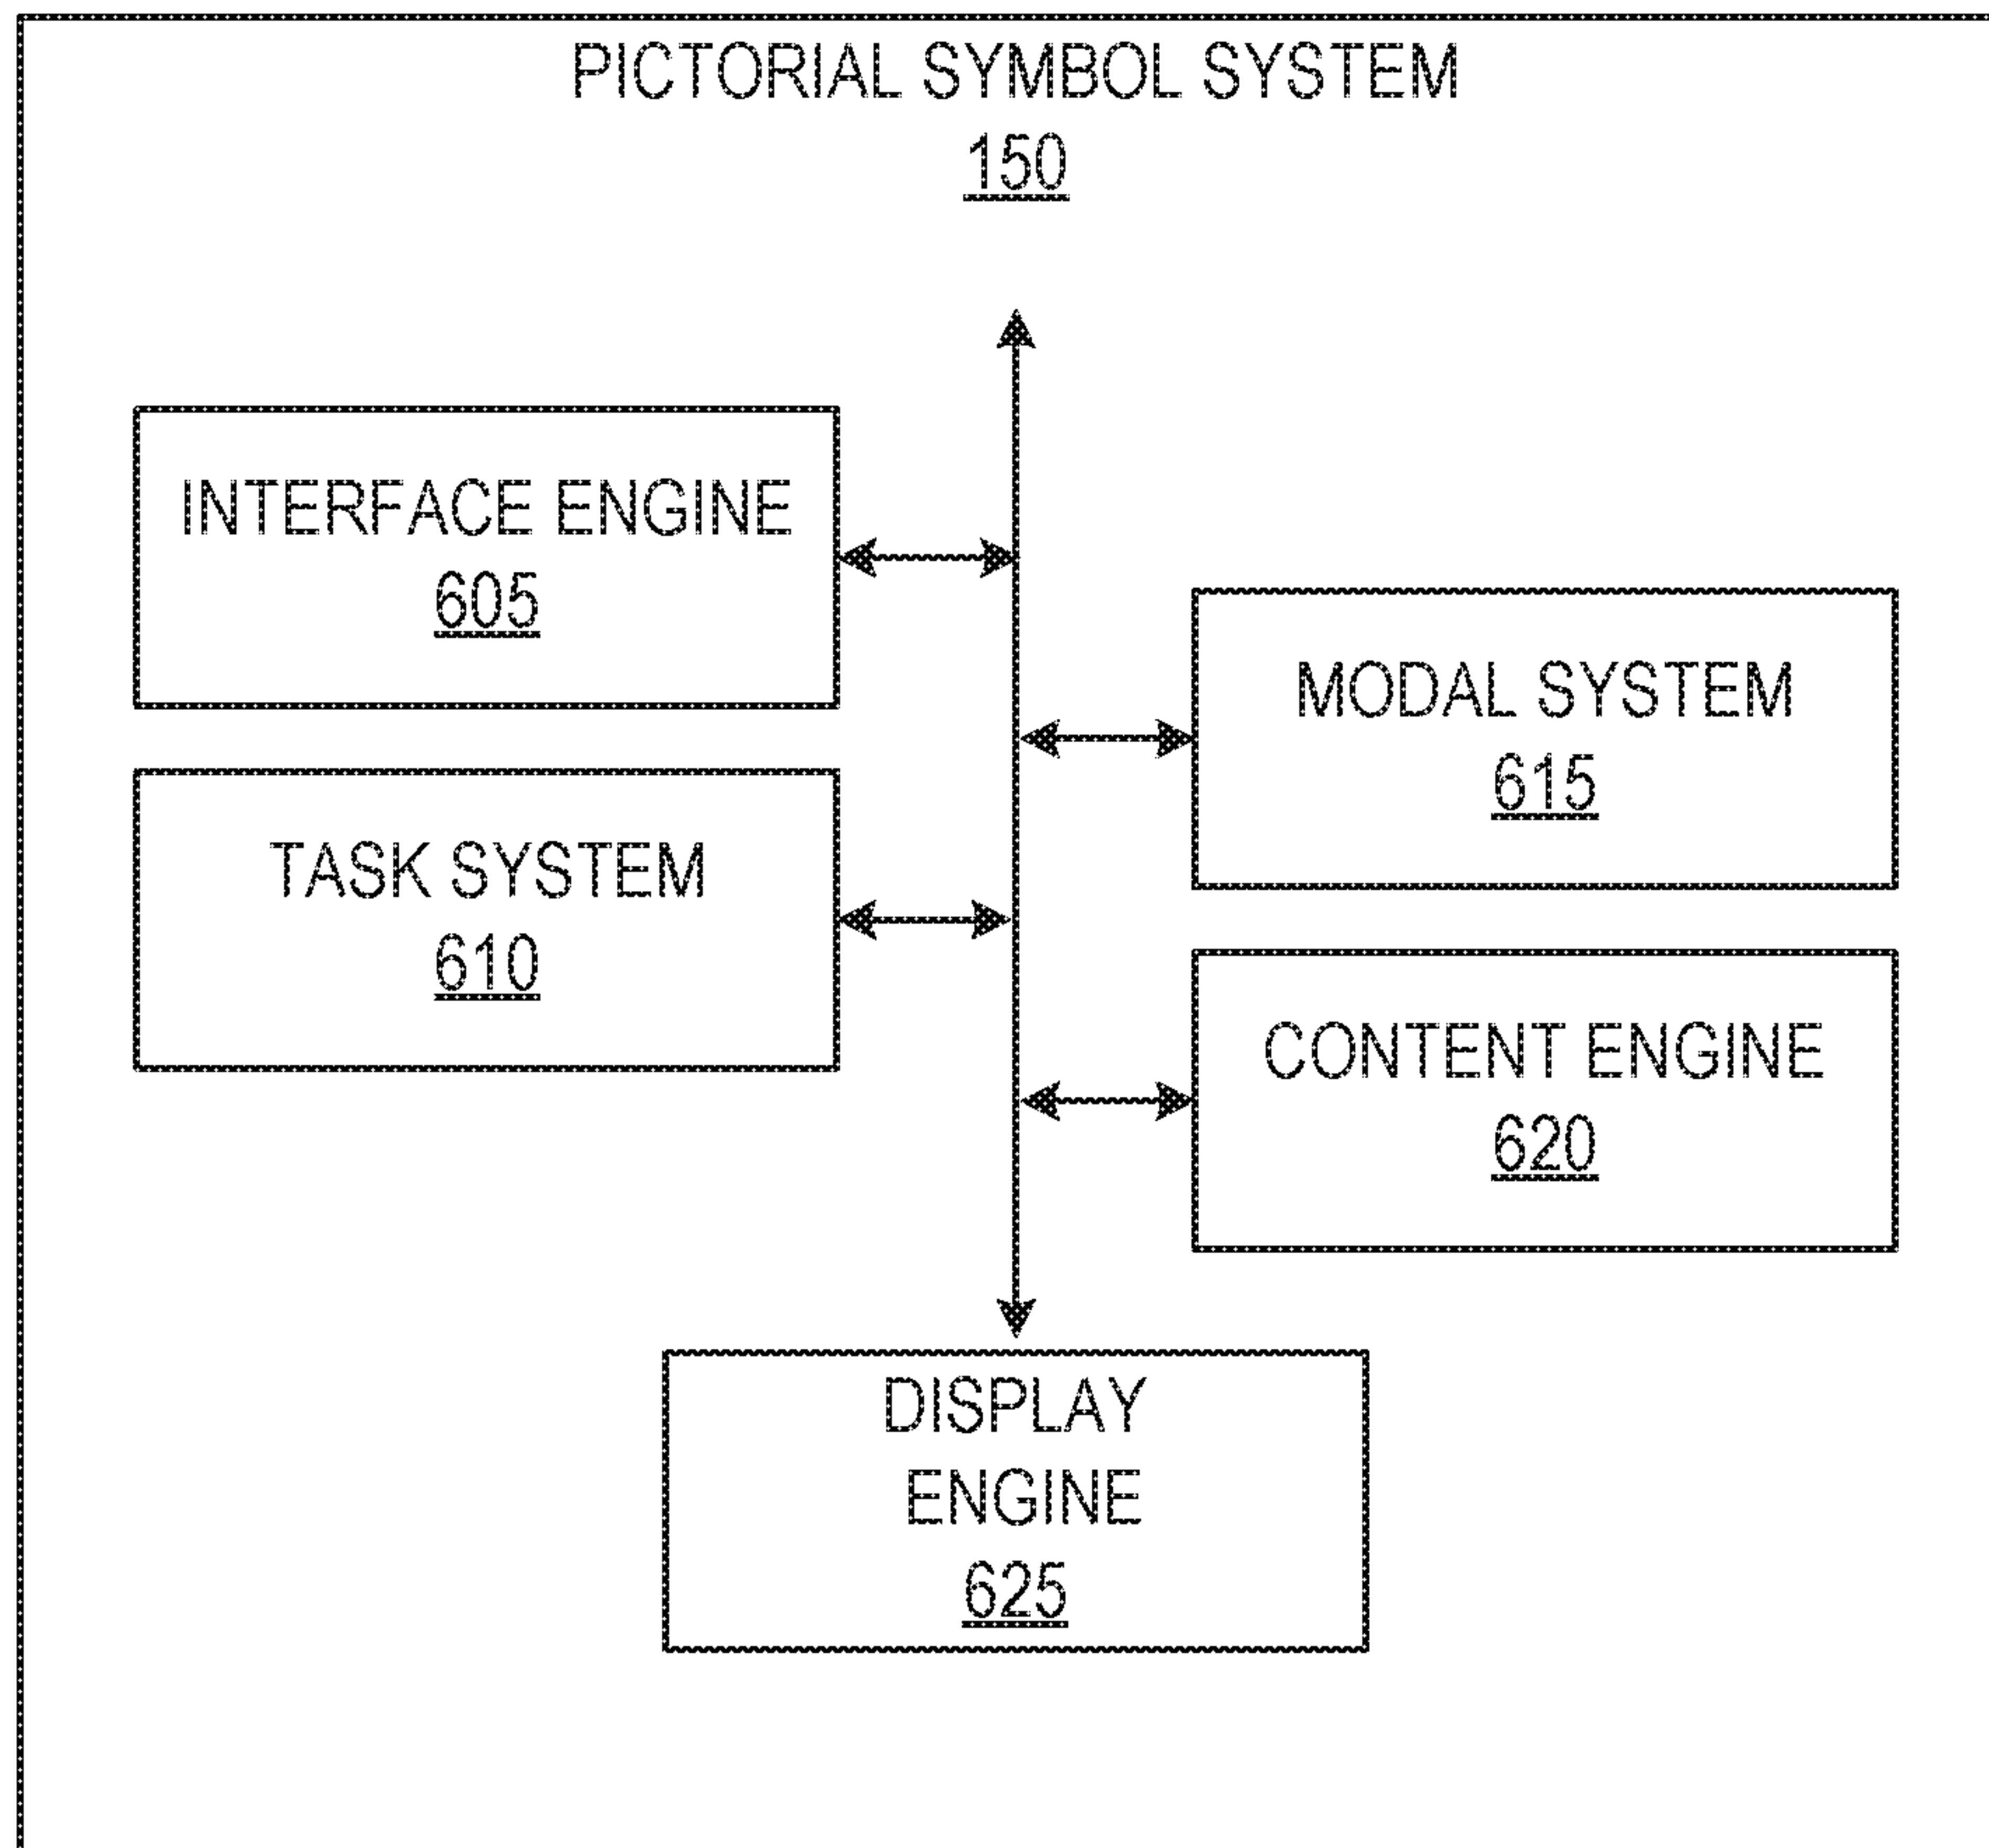 PICTORIAL SYMBOL SYSTEM
150
INTERFACE ENGINE
605
MODAL SYSTEM
615
TASK SYSTEM
610
CONTENT ENGINE
620
DISPLAY
ENGINE
625